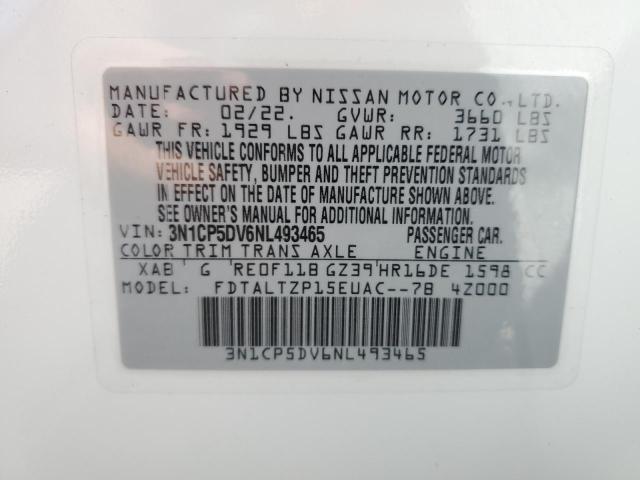 MANUFACTURED BY NISSAN MOTOR CO., LTD.
DATE: 02/22. GVWR: 3660 LBS
GAWR FR: 1929 LBS GAWR RR: 1731 LBS
THIS VEHICLE CONFORMS TO ALL APPLICABLE FEDERAL MOTOR
VEHICLE SAFETY, BUMPER AND THEFT PREVENTION STANDARDS
IN EFFECT ON THE DATE OF MANUFACTURE SHOWN ABOVE.
SEE OWNER'S MANUAL FOR ADDITIONAL INFORMATION.
VIN: 3N1CP5DV6NL493465 PASSENGER CAR.
COLOR TRIM TRANS AXLE ENGINE
XAB G RE0F11B GZ39 HR16DE 1598 CC
MODEL FDTALTZP15EUAC--7B 4Z000
3N1CP5DV6NL493465